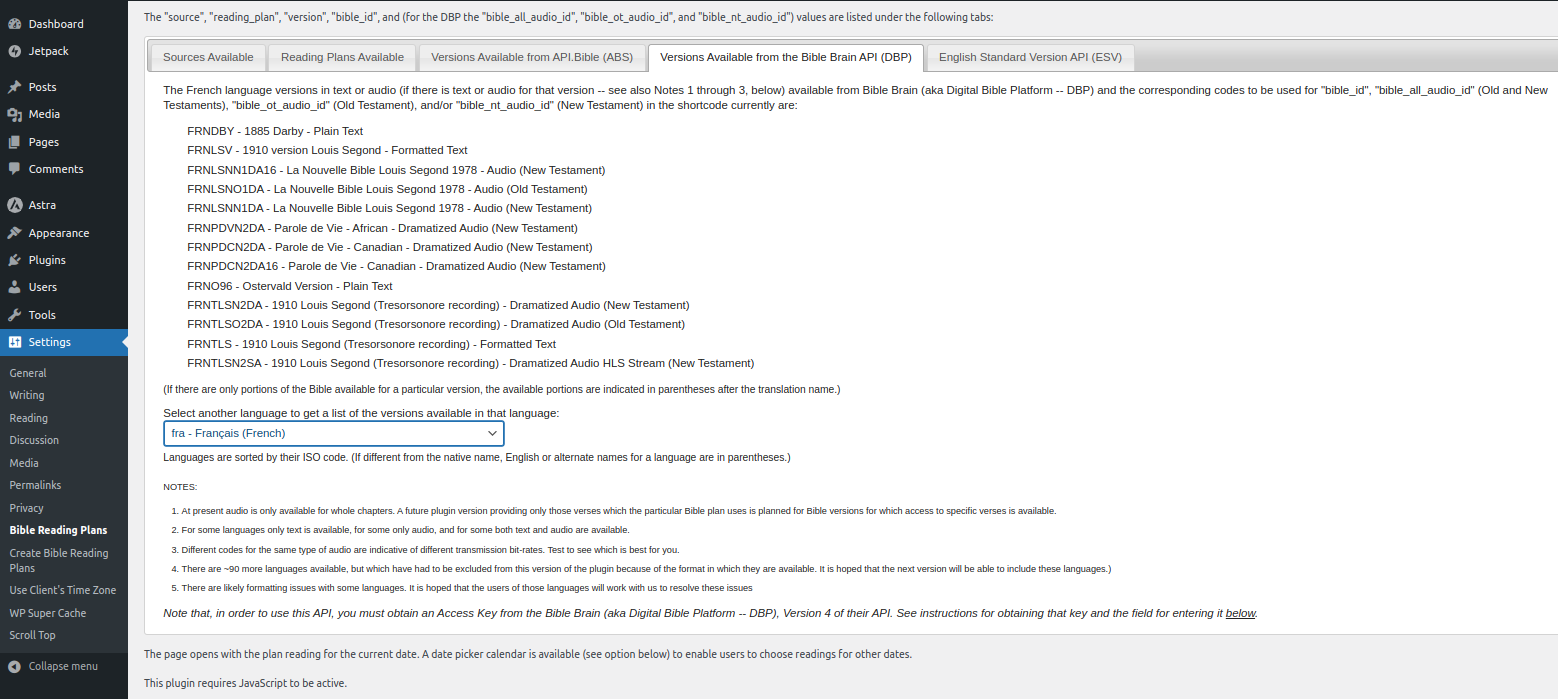 Dashboard
Jetpack
Posts
Media
Pages
Comments
Astra
Appearance
Plugins
Users
Tools
Settings
General
Writing
Reading
Discussion
Media
Permalinks
Privacy
Bible Reading Plans
Create Bible Reading
Plans
Use Client's Time Zone
WP Super Cache
Scroll Top
Collapse menu
The "source", "reading_plan", "version", "bible_id", and (for the DBP the "bible_all_audio_id", "bible_ot_audio_id", and "bible_nt_audio_id") values are listed under the following tabs:
Sources Available
Reading Plans Available
Versions Available from API.Bible (ABS)
Versions Available from the Bible Brain API (DBP)
English Standard Version API (ESV)
The French language versions in text or audio (if there is text or audio for that version -- see also Notes 1 through 3, below) available from Bible Brain (aka Digital Bible Platform -- DBP) and the corresponding codes to be used for "bible_id", "bible_all_audio_id" (Old and New
Testaments), "bible_ot_audio_id" (Old Testament), and/or "bible_nt_audio_id" (New Testament) in the shortcode currently are:
FRNDBY - 1885 Darby - Plain Text
FRNLSV - 1910 version Louis Segond - Formatted Text
FRNLSNN1DA16 - La Nouvelle Bible Louis Segond 1978 - Audio (New Testament)
FRNLSNO1DA - La Nouvelle Bible Louis Segond 1978 - Audio (Old Testament)
FRNLSNN1DA - La Nouvelle Bible Louis Segond 1978 - Audio (New Testament)
FRNPDVN2DA - Parole de Vie - African - Dramatized Audio (New Testament)
FRNPDCN2DA - Parole de Vie - Canadian - Dramatized Audio (New Testament)
FRNPDCN2DA16 - Parole de Vie - Canadian - Dramatized Audio (New Testament)
FRNO96 - Ostervald Version - Plain Text
FRNTLSN2DA - 1910 Louis Segond (Tresorsonore recording) - Dramatized Audio (New Testament)
FRNTLSO2DA - 1910 Louis Segond (Tresorsonore recording) - Dramatized Audio (Old Testament)
FRNTLS - 1910 Louis Segond (Tresorsonore recording) - Formatted Text
FRNTLSN2SA - 1910 Louis Segond (Tresorsonore recording) - Dramatized Audio HLS Stream (New Testament)
(If there are only portions of the Bible available for a particular version, the available portions are indicated in parentheses after the translation name.)
Select another language to get a list of the versions available in that language:
fra - Français (French)
Languages are sorted by their ISO code. (If different from the native name, English or alternate names for a language are in parentheses.)
NOTES:
1. At present audio is only available for whole chapters. A future plugin version providing only those verses which the particular Bible plan uses is planned for Bible versions for which access to specific verses is available.
2. For some languages only text is available, for some only audio, and for some both text and audio are available.
3. Different codes for the same type of audio are indicative of different transmission bit-rates. Test to see which is best for you.
4. There are ~90 more languages available, but which have had to be excluded from this version of the plugin because of the format in which they are available. It is hoped that the next version will be able to include these languages.)
5. There are likely formatting issues with some languages. It is hoped that the users of those languages will work with us to resolve these issues
Note that, in order to use this API, you must obtain an Access Key from the Bible Brain (aka Digital Bible Platform -- DBP), Version 4 of their API. See instructions for obtaining that key and the field for entering it below.
The page opens with the plan reading for the current date. A date picker calendar is available (see option below) to enable users to choose readings for other dates.
This plugin requires JavaScript to be active.